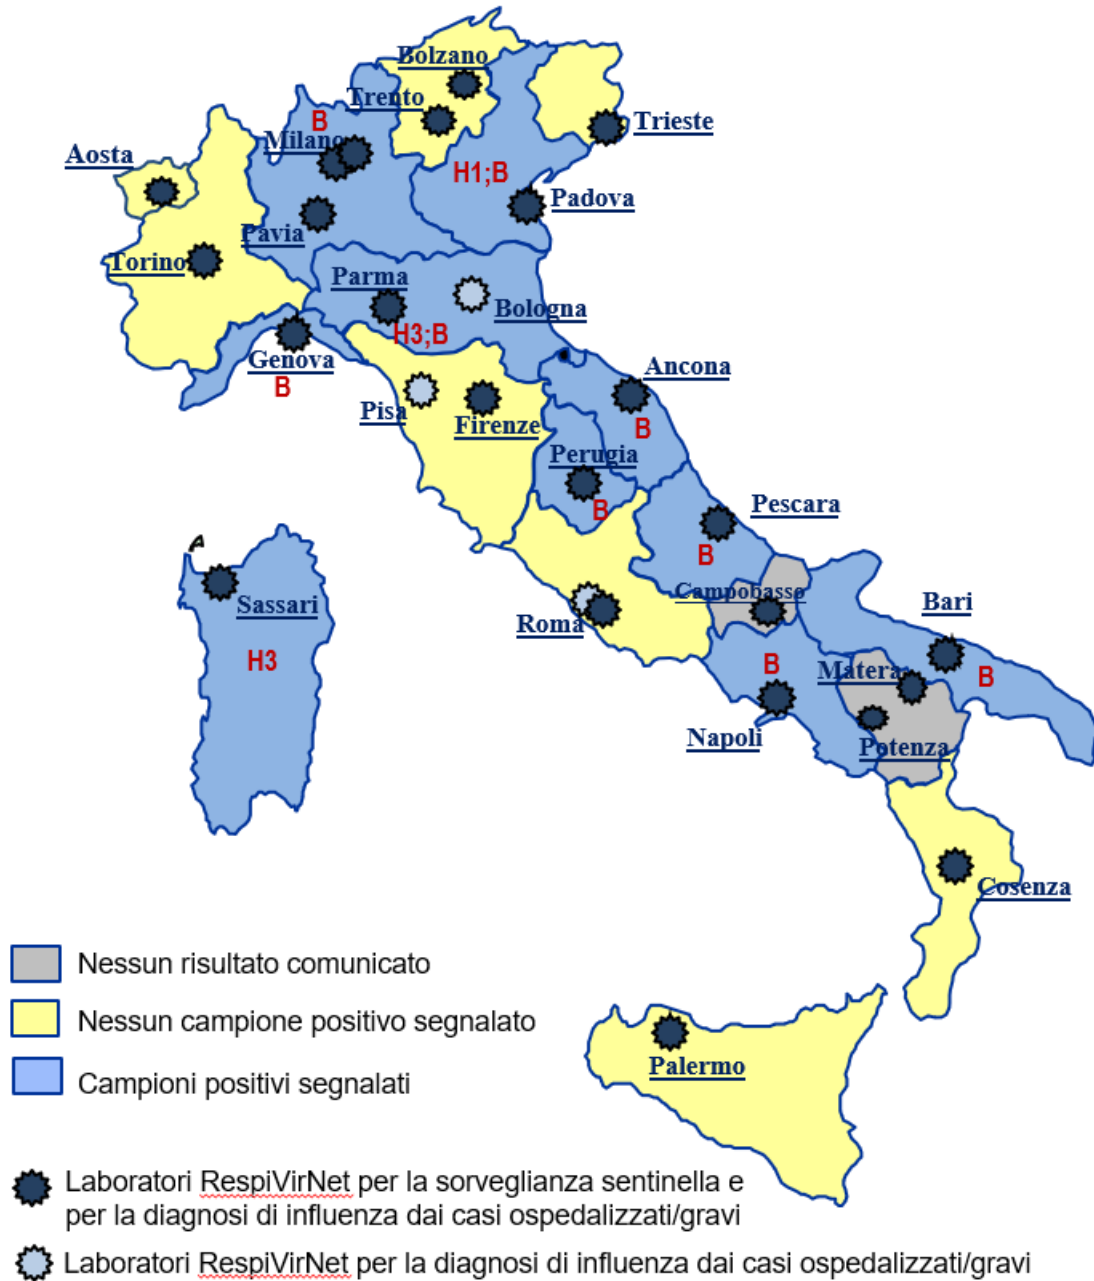 Bolzano
Trento
B
Milano
Trieste
Aosta
H1;B
Padova
Pavia
Torino
Parma
Bologna
H3;B
Genova
B
Ancona
Pisa
Firenze
B
Perugia
B
Pescara
B
Sassari
Campobasso
Bari
Roma
H3
B
Matera
B
Napoli
Potenza
Cosenza
Nessun risultato comunicato
Nessun campione positivo segnalato
Campioni positivi segnalati
Palermo
Laboratori RespiVirNet per la sorveglianza sentinella e
per la diagnosi di influenza dai casi ospedalizzati/gravi
Laboratori RespiVirNet per la diagnosi di influenza dai casi ospedalizzati/gravi